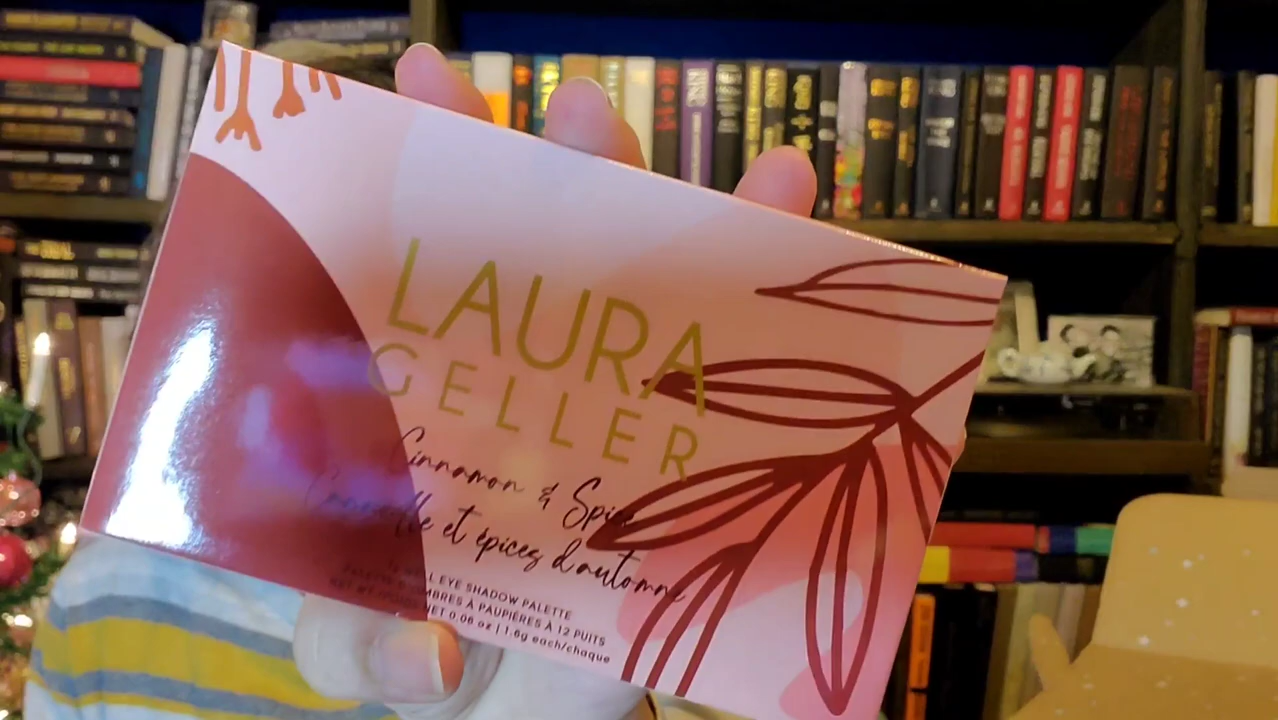 LAURA
GELLER
Cinnamon & Spice
Cannelle et épices d'automne
12 WELL EYE SHADOW PALETTE
PALETTE D'OMBRES À PAUPIÈRES À 12 PUITS
NET 0.06 oz | 1.6g each/chaque